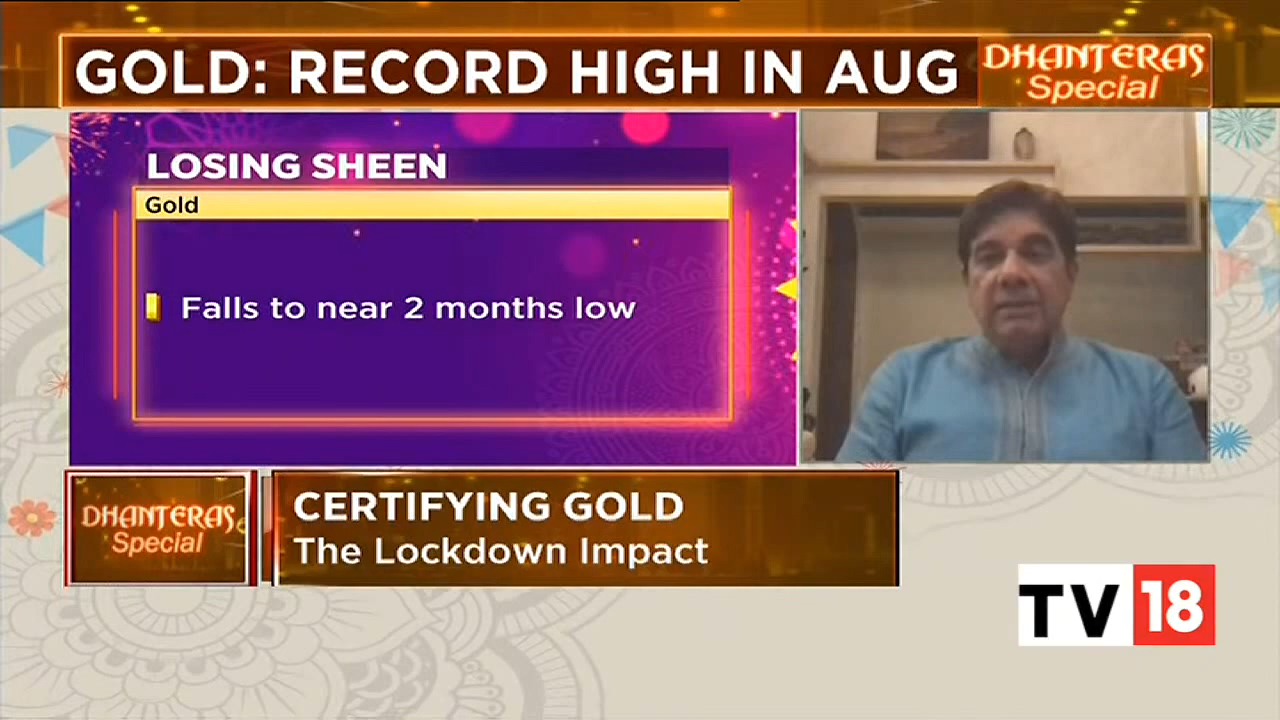 GOLD: RECORD HIGH IN AUG
DHANTERAS
Special
LOSING SHEEN
Gold
Falls to near 2 months low
DHANTERAS
Special
CERTIFYING GOLD
The Lockdown Impact
TV18